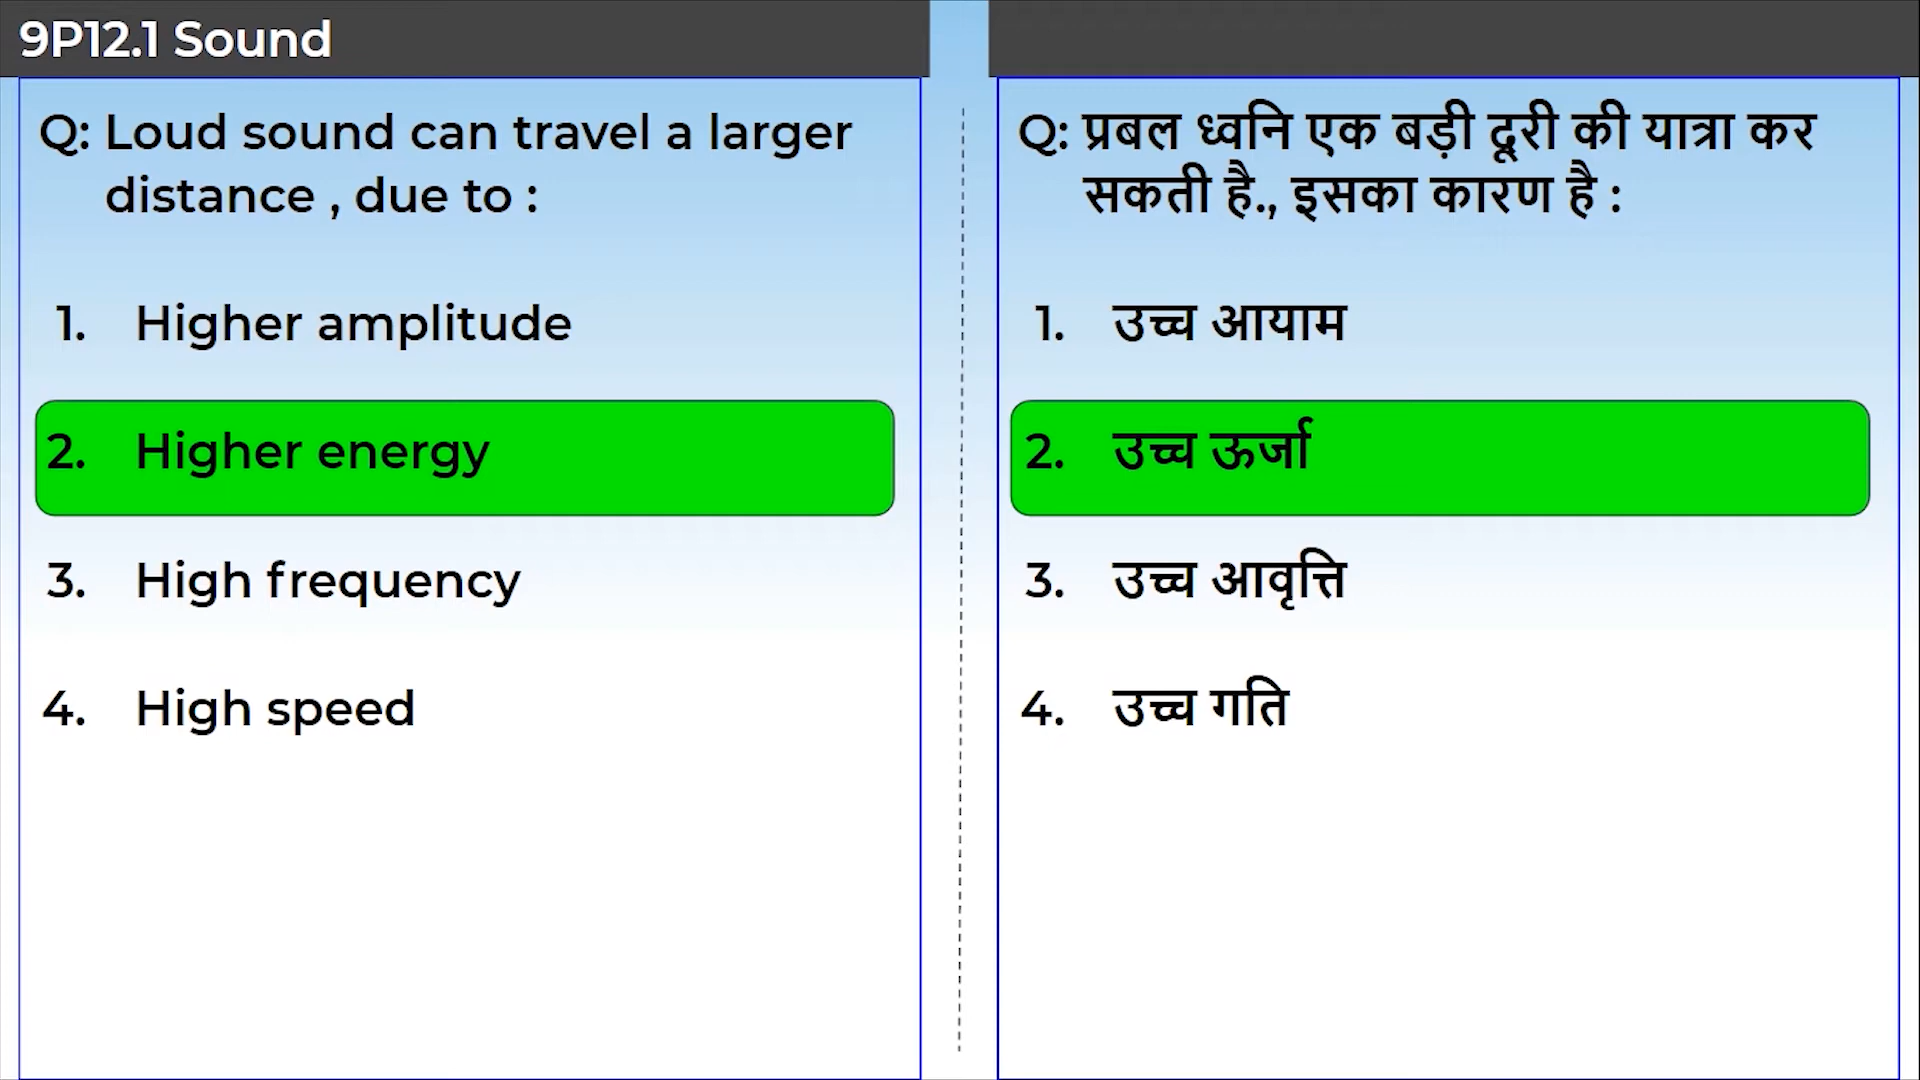 9P12.1 Sound
Q: Loud sound can travel a larger
distance , due to :
1. Higher amplitude
2. Higher energy
3. High frequency
4. High speed
Q: प्रबल ध्वनि एक बड़ी दूरी की यात्रा कर
सकती है., इसका कारण है :
1. उच्च आयाम
2. उच्च ऊर्जा
3. उच्च आवृत्ति
4. उच्च गति